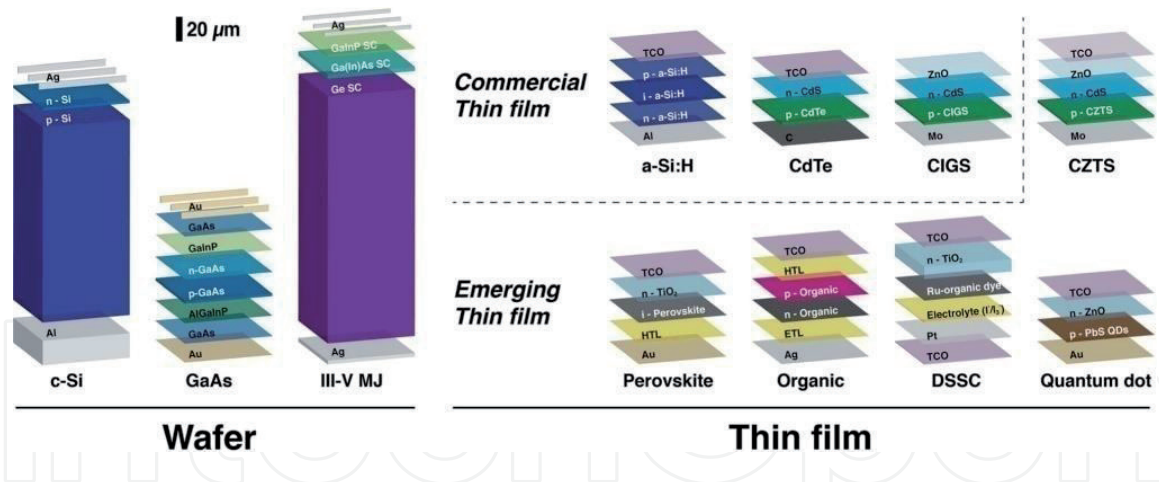 20 µm
Ag
n - Si
p - Si
Al
c-Si
Au
GaAs
GaInP
n-GaAs
p-GaAs
AlGaInP
GaAs
Au
GaAs
Ag
GaInP SC
Ga(In)As SC
Ge SC
Ag
III-V MJ
Wafer
Commercial
Thin film
TCO
p - a-Si:H
i - a-Si:H
n - a-Si:H
Al
a-Si:H
TCO
n - CdS
p - CdTe
C
CdTe
ZnO
n - CdS
p - CIGS
Mo
CIGS
TCO
ZnO
n - CdS
p - CZTS
Mo
CZTS
Emerging
Thin film
TCO
n - TiO₂
i - Perovskite
HTL
Au
Perovskite
TCO
HTL
p - Organic
n - Organic
ETL
Ag
Organic
TCO
n - TiO₂
Ru-organic dye
Electrolyte (I⁻/I₃⁻)
Pt
TCO
DSSC
TCO
n - ZnO
p - PbS QDs
Au
Quantum dot
Thin film